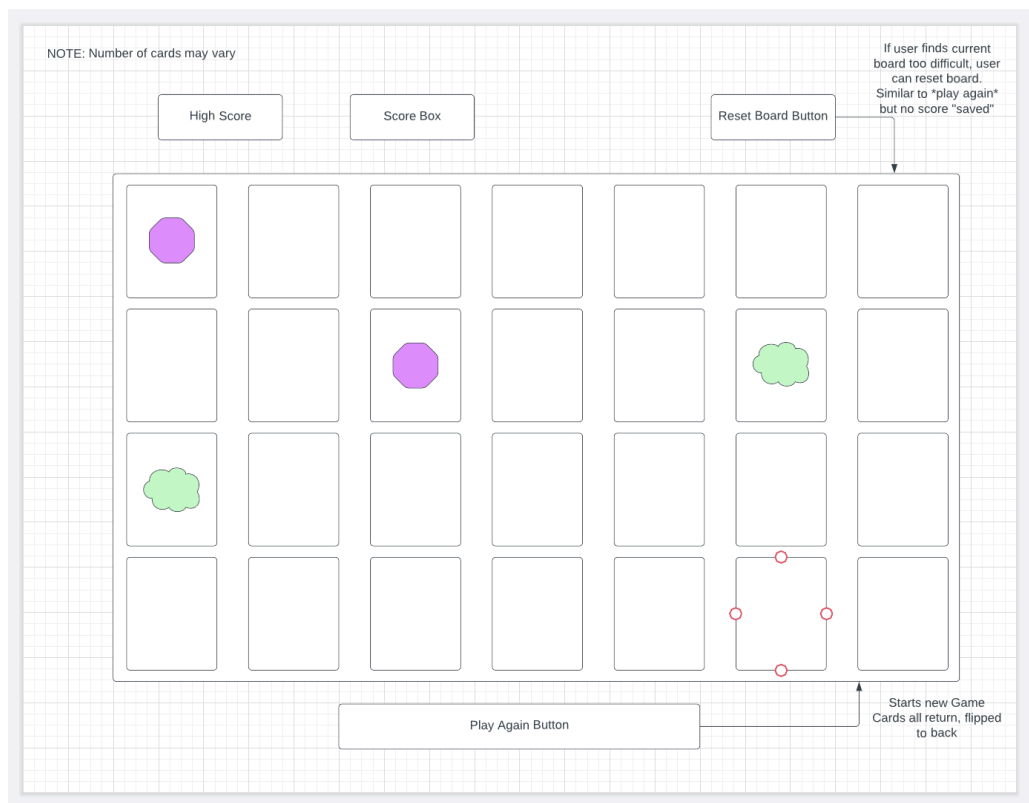 NOTE: Number of cards may vary
If user finds current
board too difficult, user
can reset board.
Similar to *play again*
but no score "saved"
High Score
Score Box
Reset Board Button
Play Again Button
Starts new Game
Cards all return, flipped
to back